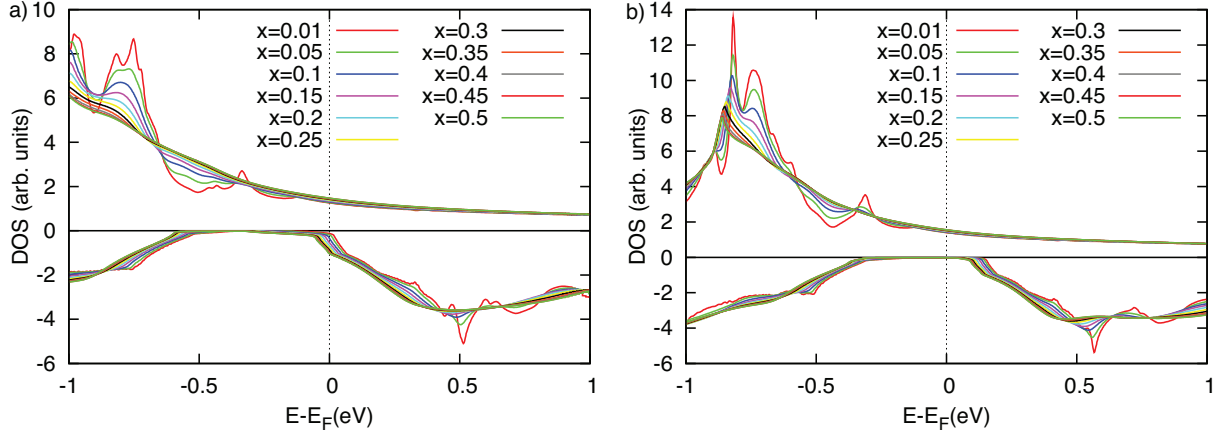 a)
DOS (arb. units)
10
8
6
4
2
0
-2
-4
-6
x=0.01
x=0.05
x=0.1
x=0.15
x=0.2
x=0.25
x=0.3
x=0.35
x=0.4
x=0.45
x=0.5
-1 -0.5 0 0.5 1
E-E_F(eV)
b)
DOS (arb. units)
14
12
10
8
6
4
2
0
-2
-4
-6
x=0.01
x=0.05
x=0.1
x=0.15
x=0.2
x=0.25
x=0.3
x=0.35
x=0.4
x=0.45
x=0.5
-1 -0.5 0 0.5 1
E-E_F(eV)